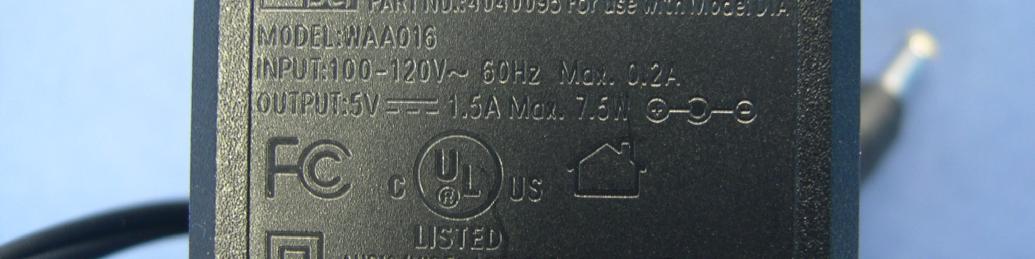 PART NO.:4040095 For use with Model D1A
MODEL:WAA016
INPUT:100-120V~ 60Hz Max. 0.2A
OUTPUT:5V ⎓ 1.5A Max. 7.5W
FC
C UL ® US
LISTED